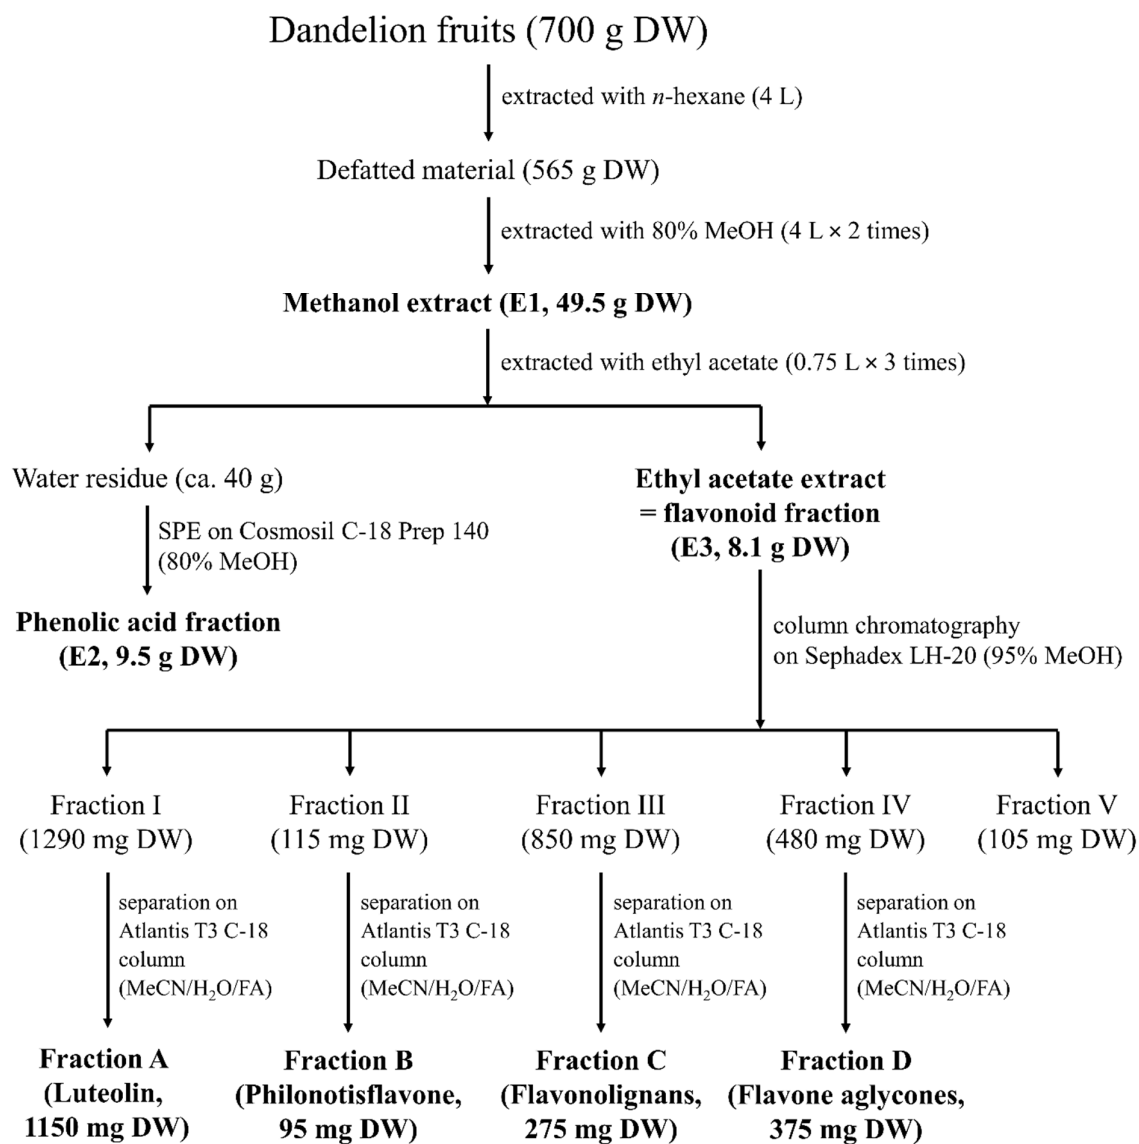 Dandelion fruits (700 g DW)
extracted with n-hexane (4 L)
Defatted material (565 g DW)
extracted with 80% MeOH (4 L × 2 times)
Methanol extract (E1, 49.5 g DW)
extracted with ethyl acetate (0.75 L × 3 times)
Water residue (ca. 40 g)
SPE on Cosmosil C-18 Prep 140
(80% MeOH)
Phenolic acid fraction
(E2, 9.5 g DW)
Ethyl acetate extract
= flavonoid fraction
(E3, 8.1 g DW)
column chromatography
on Sephadex LH-20 (95% MeOH)
Fraction I
(1290 mg DW)
Fraction II
(115 mg DW)
Fraction III
(850 mg DW)
Fraction IV
(480 mg DW)
Fraction V
(105 mg DW)
separation on
Atlantis T3 C-18
column
(MeCN/H₂O/FA)
separation on
Atlantis T3 C-18
column
(MeCN/H₂O/FA)
separation on
Atlantis T3 C-18
column
(MeCN/H₂O/FA)
separation on
Atlantis T3 C-18
column
(MeCN/H₂O/FA)
Fraction A
(Luteolin,
1150 mg DW)
Fraction B
(Philonotisflavone,
95 mg DW)
Fraction C
(Flavonolignans,
275 mg DW)
Fraction D
(Flavone aglycones,
375 mg DW)